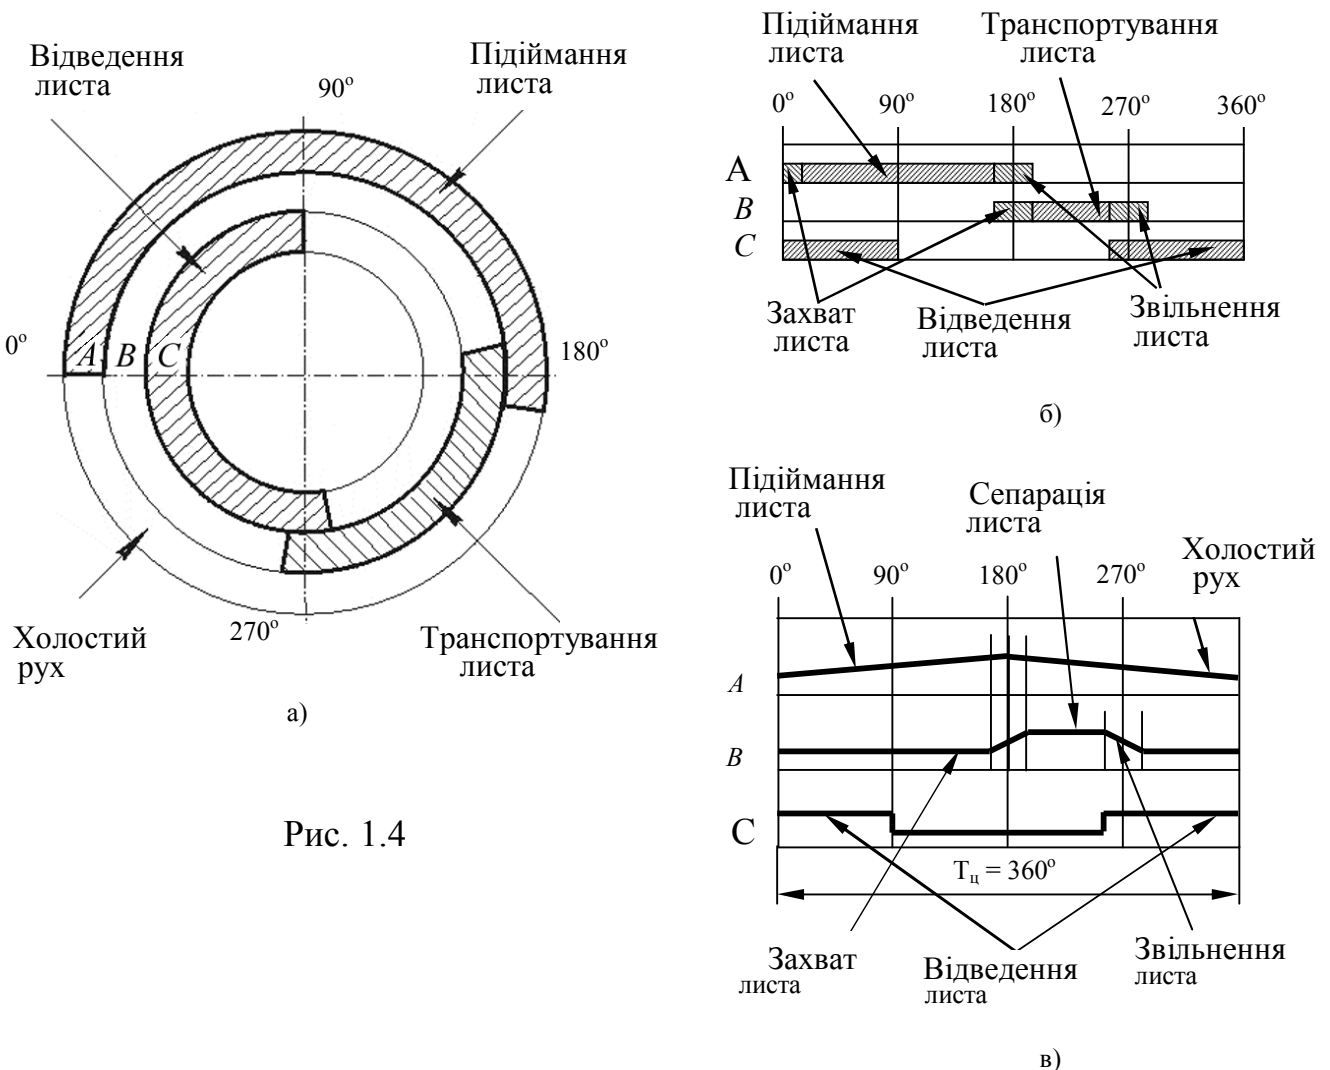 Відведення
листа
90°
Підіймання
листа
0°
A B C
180°
270°
Холостий
рух
Транспортування
листа
а)
Рис. 1.4
Підіймання
листа
Транспортування
листа
0° 90° 180° 270° 360°
А
B
C
Захват
листа
Відведення
листа
Звільнення
листа
б)
Підіймання
листа
Сепарація
листа
Холостий
рух
0° 90° 180° 270°
A
B
С
Тц = 360°
Захват
листа
Відведення
листа
Звільнення
листа
в)